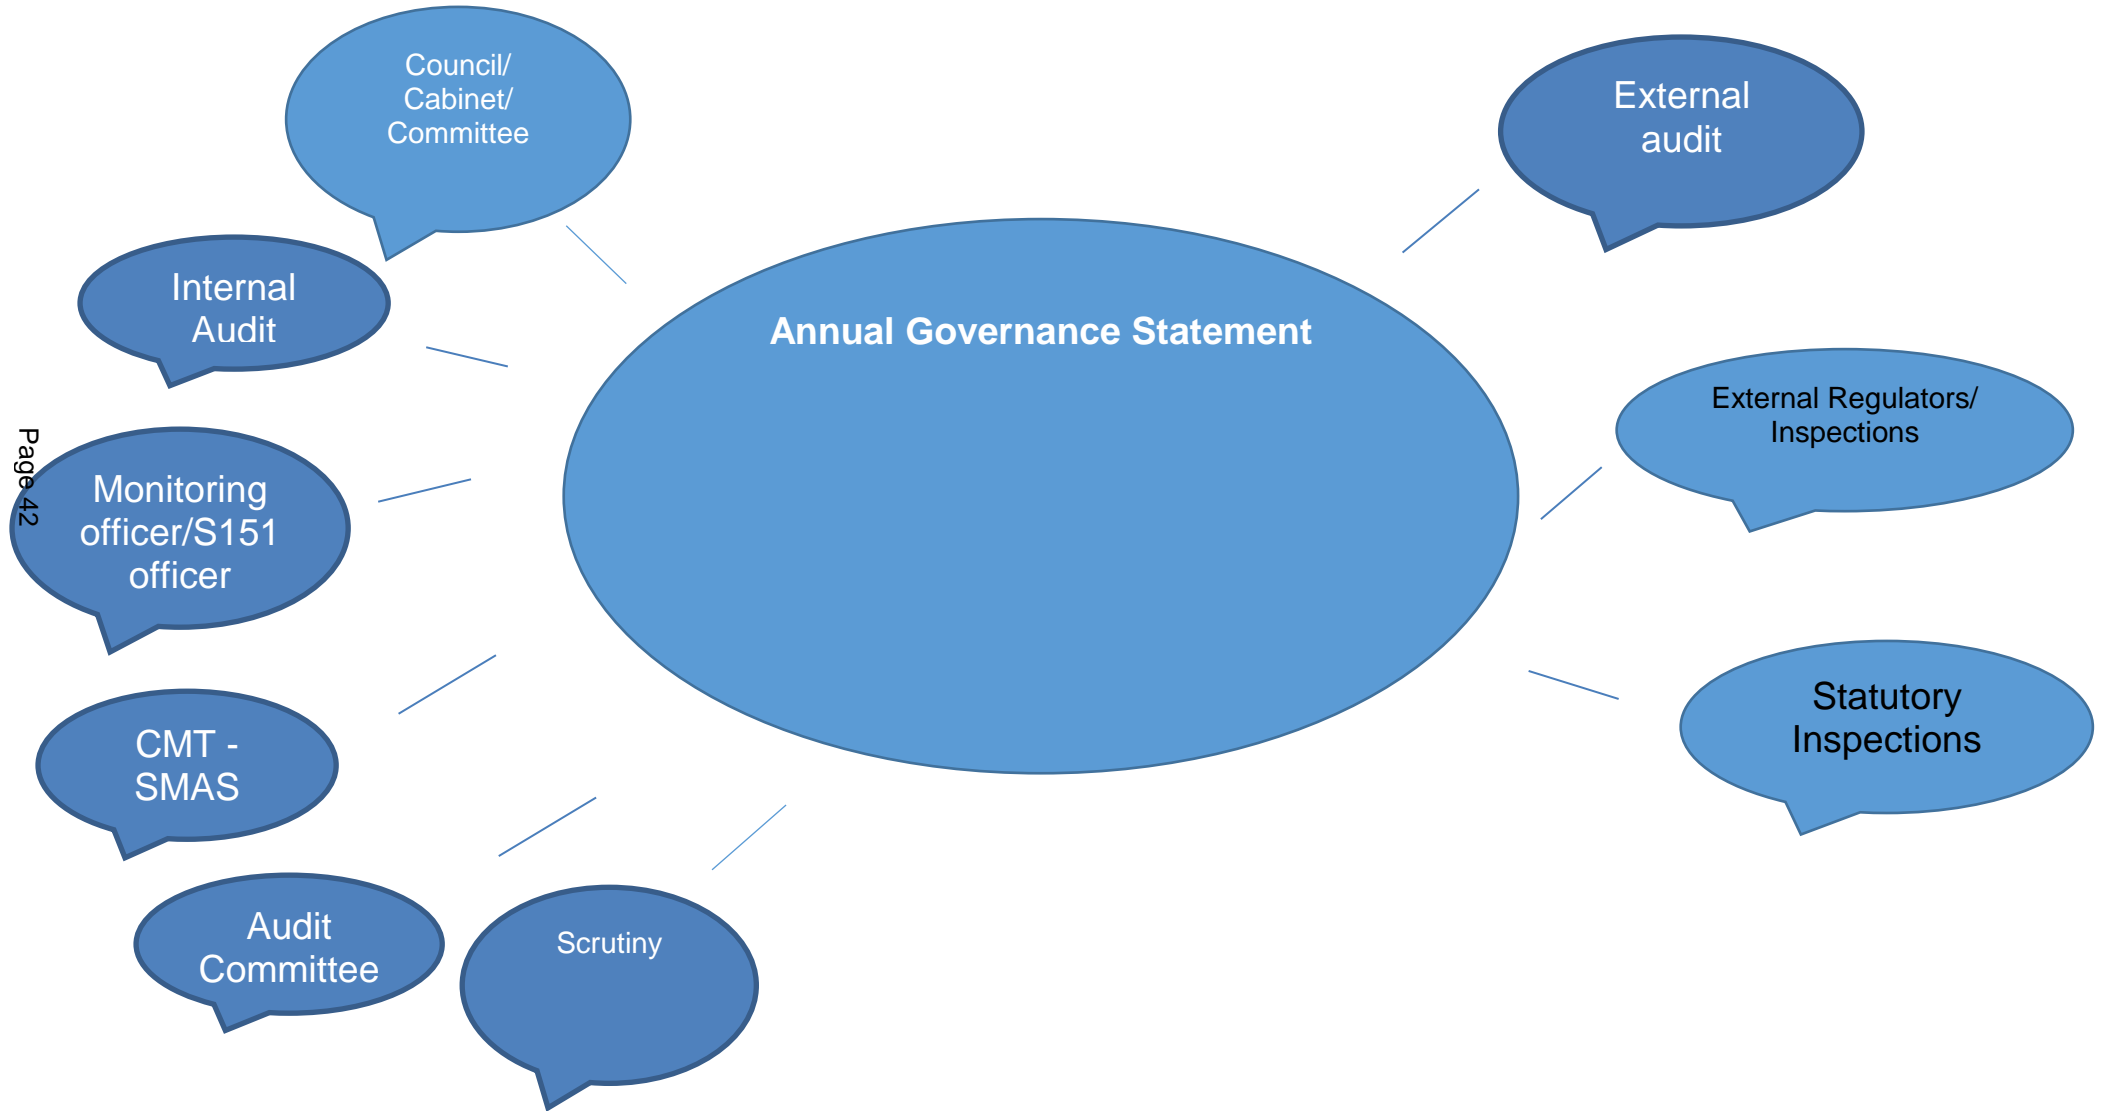 Council/
Cabinet/
Committee
External
audit
Internal
Audit
Annual Governance Statement
External Regulators/
Inspections
Page 42
Monitoring
officer/S151
officer
Statutory
Inspections
CMT -
SMAS
Audit
Committee
Scrutiny